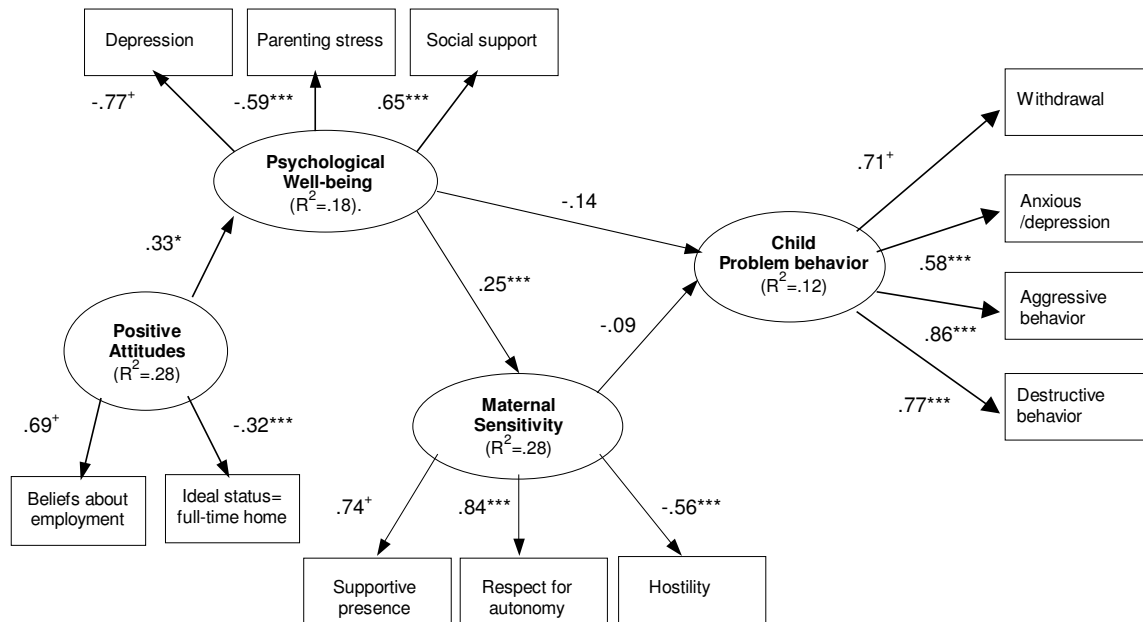 Depression
Parenting stress
Social support
-.77+
-.59***
.65***
Withdrawal
Psychological
Well-being
(R2=.18).
.71+
-.14
Anxious
/depression
.33*
Child
Problem behavior
(R2=.12)
.58***
.25***
Aggressive
behavior
Positive
Attitudes
(R2=.28)
-.09
.86***
.77***
Destructive
behavior
Maternal
Sensitivity
(R2=.28)
.69+
-.32***
Beliefs about
employment
Ideal status=
full-time home
.74+
.84***
-.56***
Supportive
presence
Respect for
autonomy
Hostility